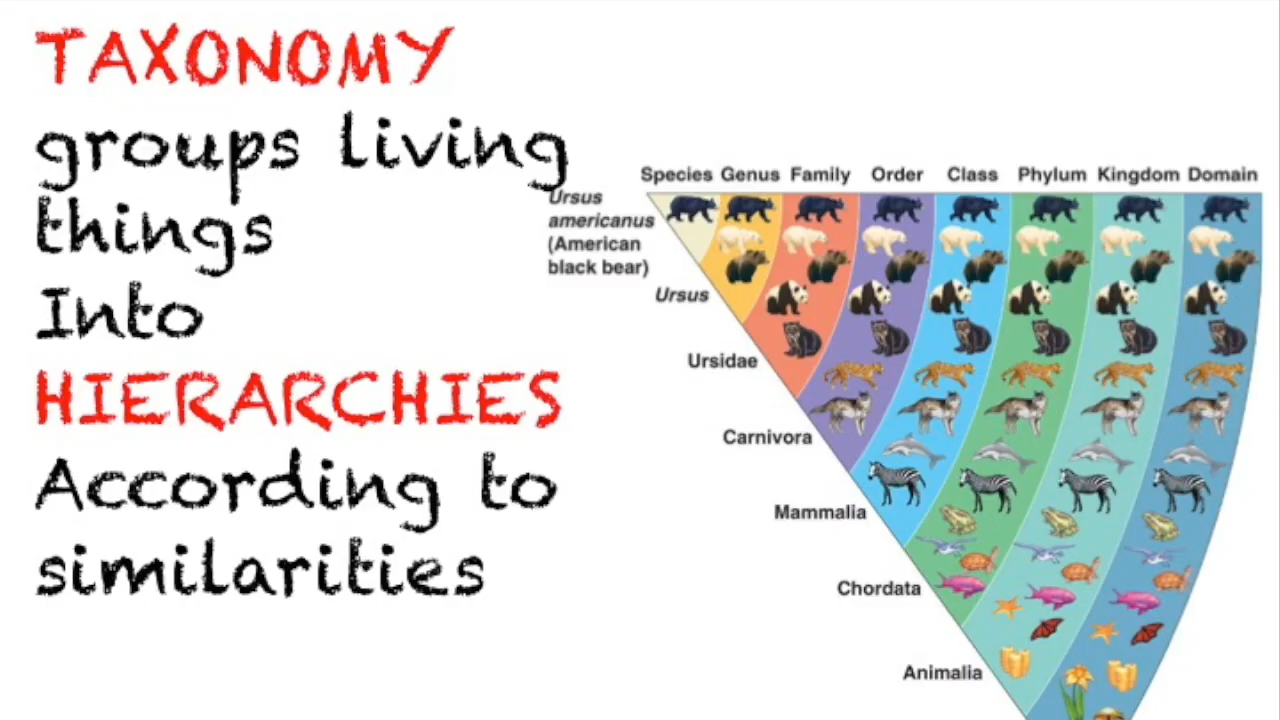 TAXONOMY
groups living
things
Into
HIERARCHIES
According to
similarities
Species Genus Family Order Class Phylum Kingdom Domain
Ursus
americanus
(American
black bear)
Ursus
Ursidae
Carnivora
Mammalia
Chordata
Animalia